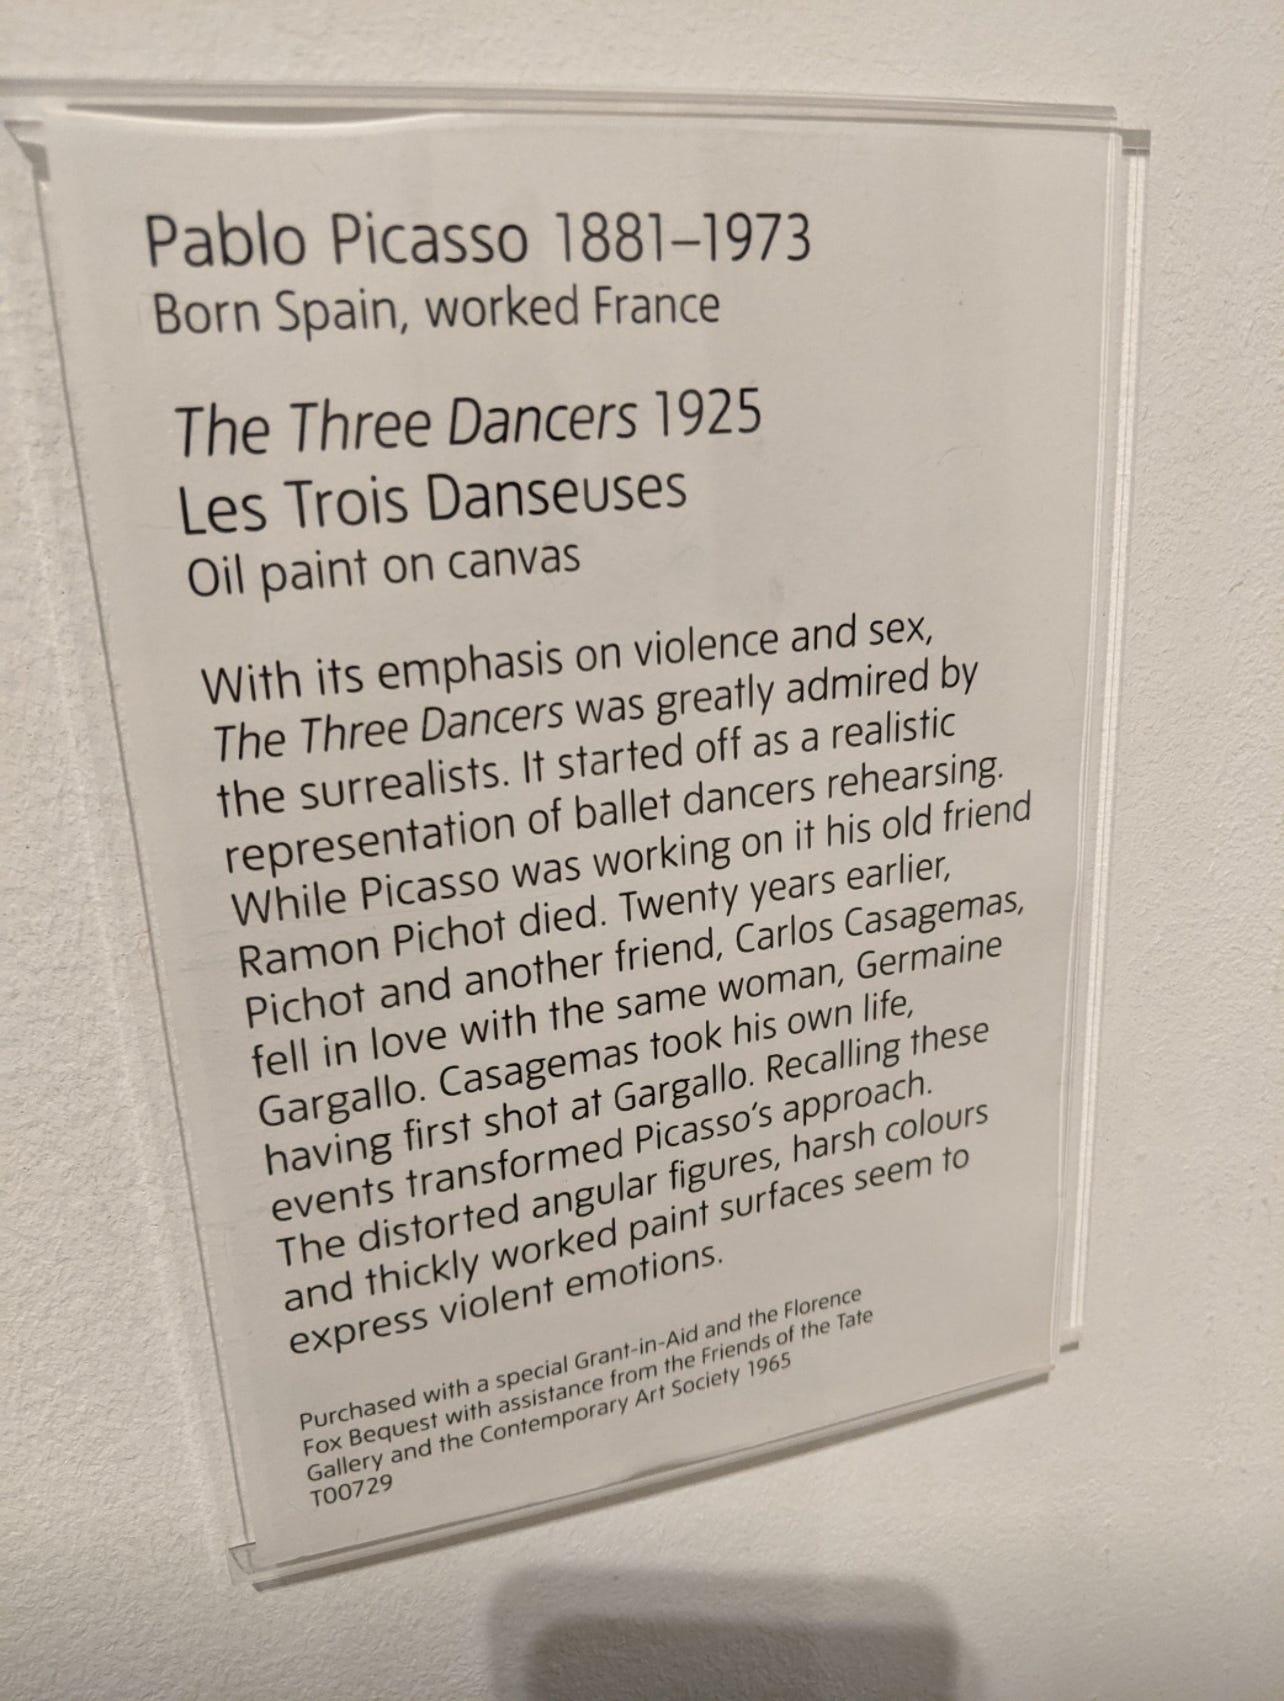 Pablo Picasso 1881–1973
Born Spain, worked France
The Three Dancers 1925
Les Trois Danseuses
Oil paint on canvas
With its emphasis on violence and sex,
The Three Dancers was greatly admired by
the surrealists. It started off as a realistic
representation of ballet dancers rehearsing.
While Picasso was working on it his old friend
Ramon Pichot died. Twenty years earlier,
Pichot and another friend, Carlos Casagemas,
fell in love with the same woman, Germaine
Gargallo. Casagemas took his own life,
having first shot at Gargallo. Recalling these
events transformed Picasso's approach.
The distorted angular figures, harsh colours
and thickly worked paint surfaces seem to
express violent emotions.
Purchased with a special Grant-in-Aid and the Florence
Fox Bequest with assistance from the Friends of the Tate
Gallery and the Contemporary Art Society 1965
T00729